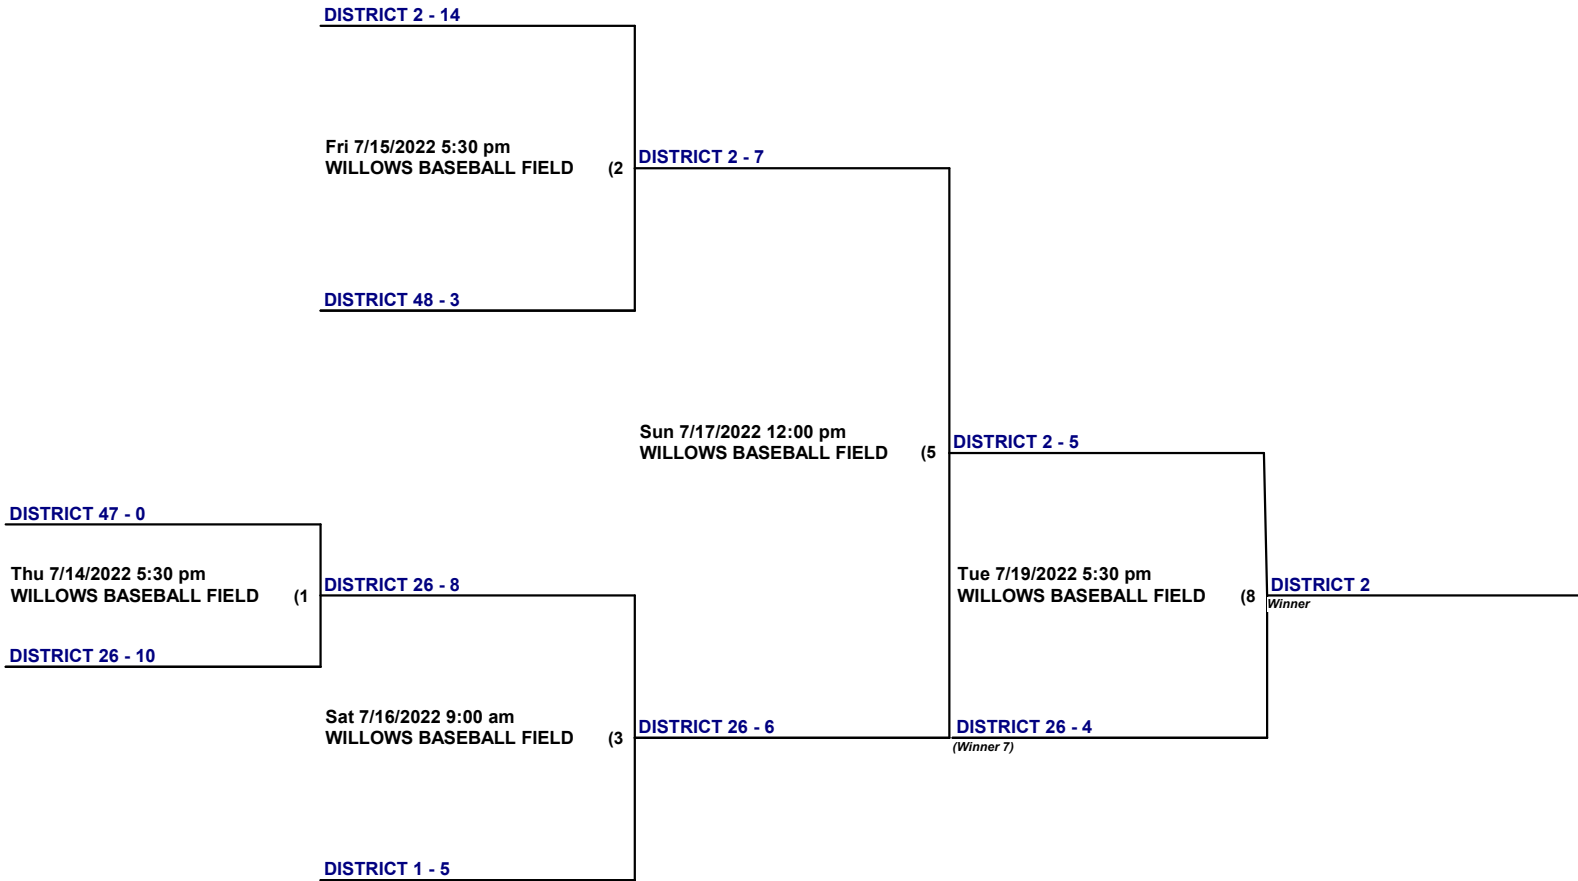 DISTRICT 2 - 14
Fri 7/15/2022 5:30 pm
WILLOWS BASEBALL FIELD (2
DISTRICT 2 - 7
DISTRICT 48 - 3
Sun 7/17/2022 12:00 pm
WILLOWS BASEBALL FIELD (5
DISTRICT 2 - 5
DISTRICT 47 - 0
Thu 7/14/2022 5:30 pm
WILLOWS BASEBALL FIELD (1
DISTRICT 26 - 8
Tue 7/19/2022 5:30 pm
WILLOWS BASEBALL FIELD (8
DISTRICT 2
Winner
DISTRICT 26 - 10
Sat 7/16/2022 9:00 am
WILLOWS BASEBALL FIELD (3
DISTRICT 26 - 6
DISTRICT 26 - 4
(Winner 7)
DISTRICT 1 - 5